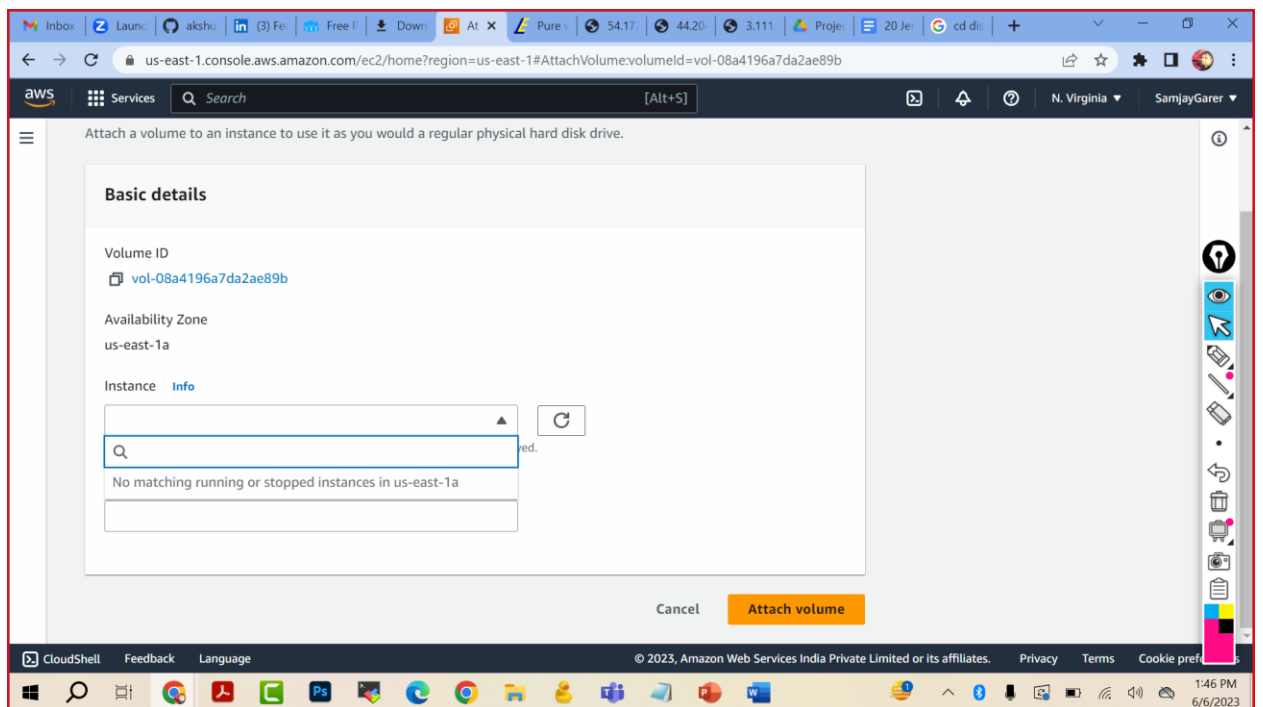 Inbox Launc akshu (3) Fee Free P Down At Pure v 54.17. 44.20 3.111. Projec 20 Jer cd dis
us-east-1.console.aws.amazon.com/ec2/home?region=us-east-1#AttachVolume:volumeId=vol-08a4196a7da2ae89b
aws Services Search [Alt+S] N. Virginia SamjayGarer
Attach a volume to an instance to use it as you would a regular physical hard disk drive.
Basic details
Volume ID
vol-08a4196a7da2ae89b
Availability Zone
us-east-1a
Instance Info
ved.
No matching running or stopped instances in us-east-1a
Cancel Attach volume
CloudShell Feedback Language © 2023, Amazon Web Services India Private Limited or its affiliates. Privacy Terms Cookie prefe s
1:46 PM
6/6/2023